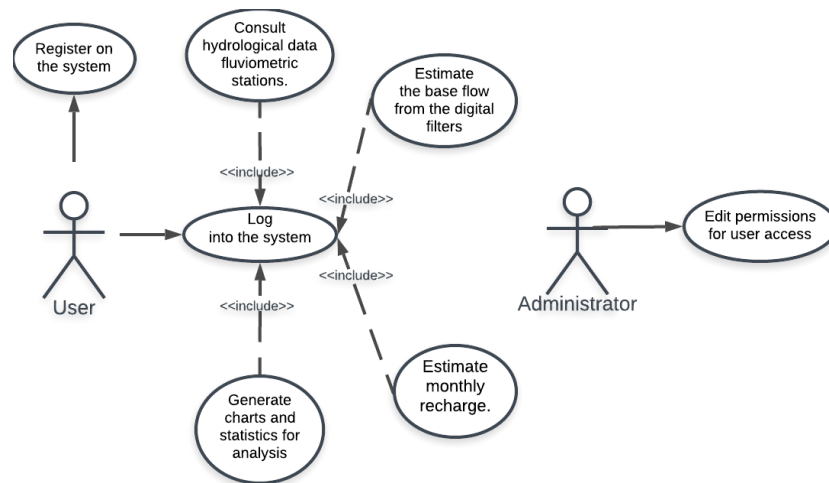 Register on
the system
Consult
hydrological data
fluviometric
stations.
Estimate
the base flow
from the digital
filters
<<include>>
<<include>>
Log
into the system
<<include>>
<<include>>
User
Generate
charts and
statistics for
analysis
Estimate
monthly
recharge.
Edit permissions
for user access
Administrator